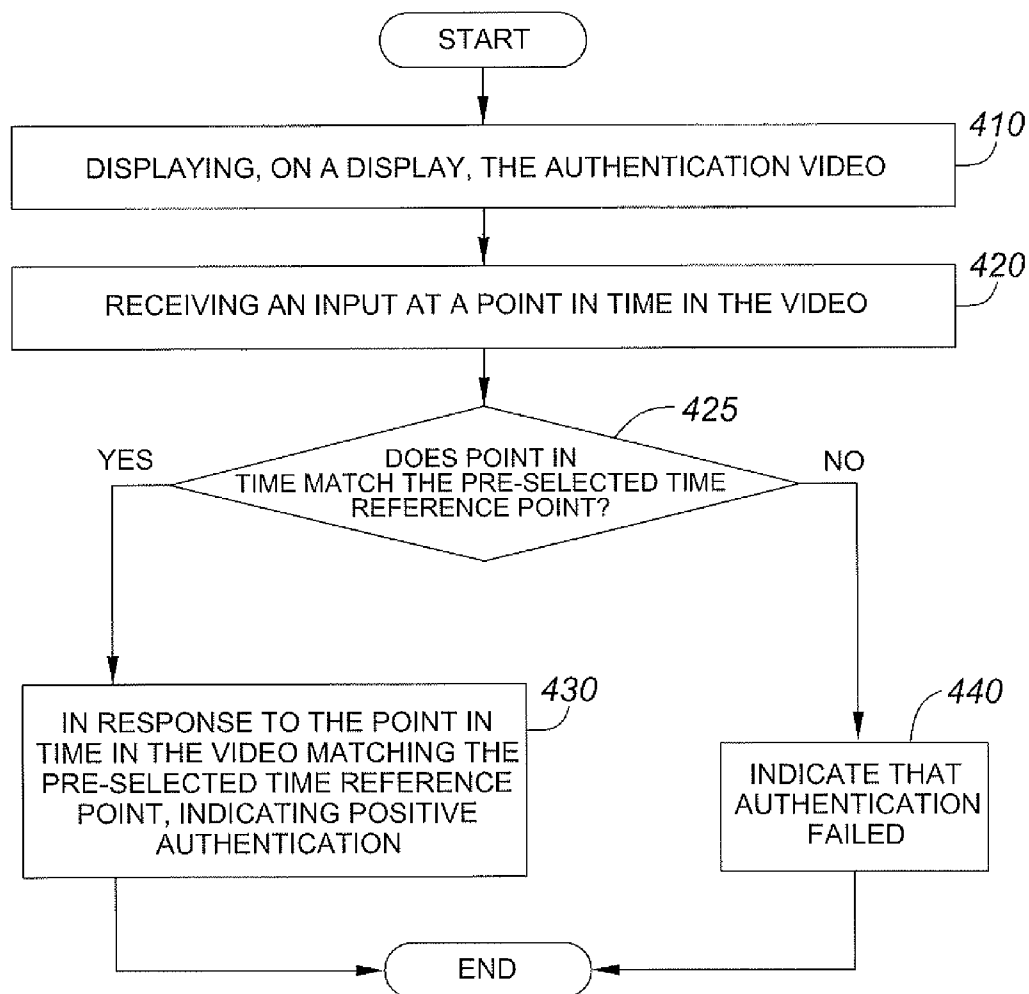 START
410
DISPLAYING, ON A DISPLAY, THE AUTHENTICATION VIDEO
420
RECEIVING AN INPUT AT A POINT IN TIME IN THE VIDEO
425
YES
DOES POINT IN
TIME MATCH THE PRE-SELECTED TIME
REFERENCE POINT?
NO
430
IN RESPONSE TO THE POINT IN
TIME IN THE VIDEO MATCHING THE
PRE-SELECTED TIME REFERENCE
POINT, INDICATING POSITIVE
AUTHENTICATION
440
INDICATE THAT
AUTHENTICATION
FAILED
END